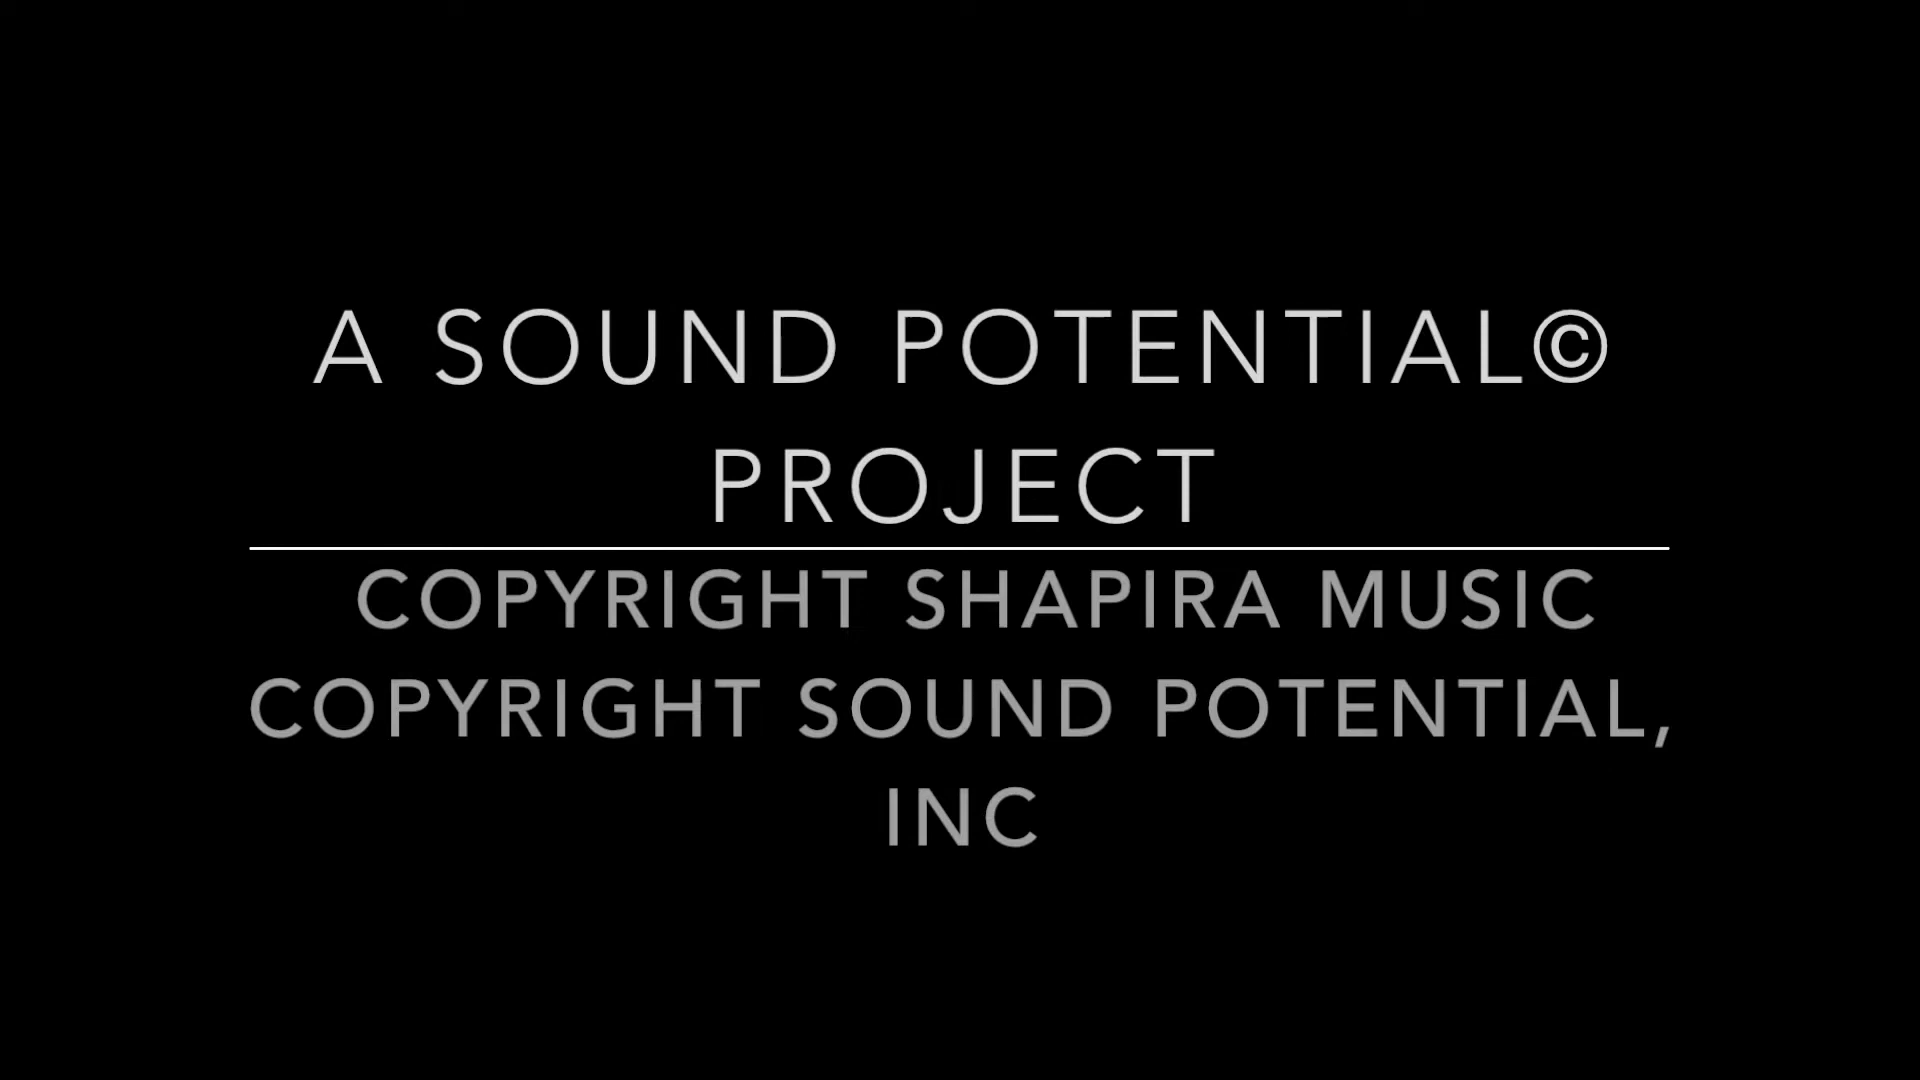 A SOUND POTENTIAL©
PROJECT
COPYRIGHT SHAPIRA MUSIC
COPYRIGHT SOUND POTENTIAL,
INC